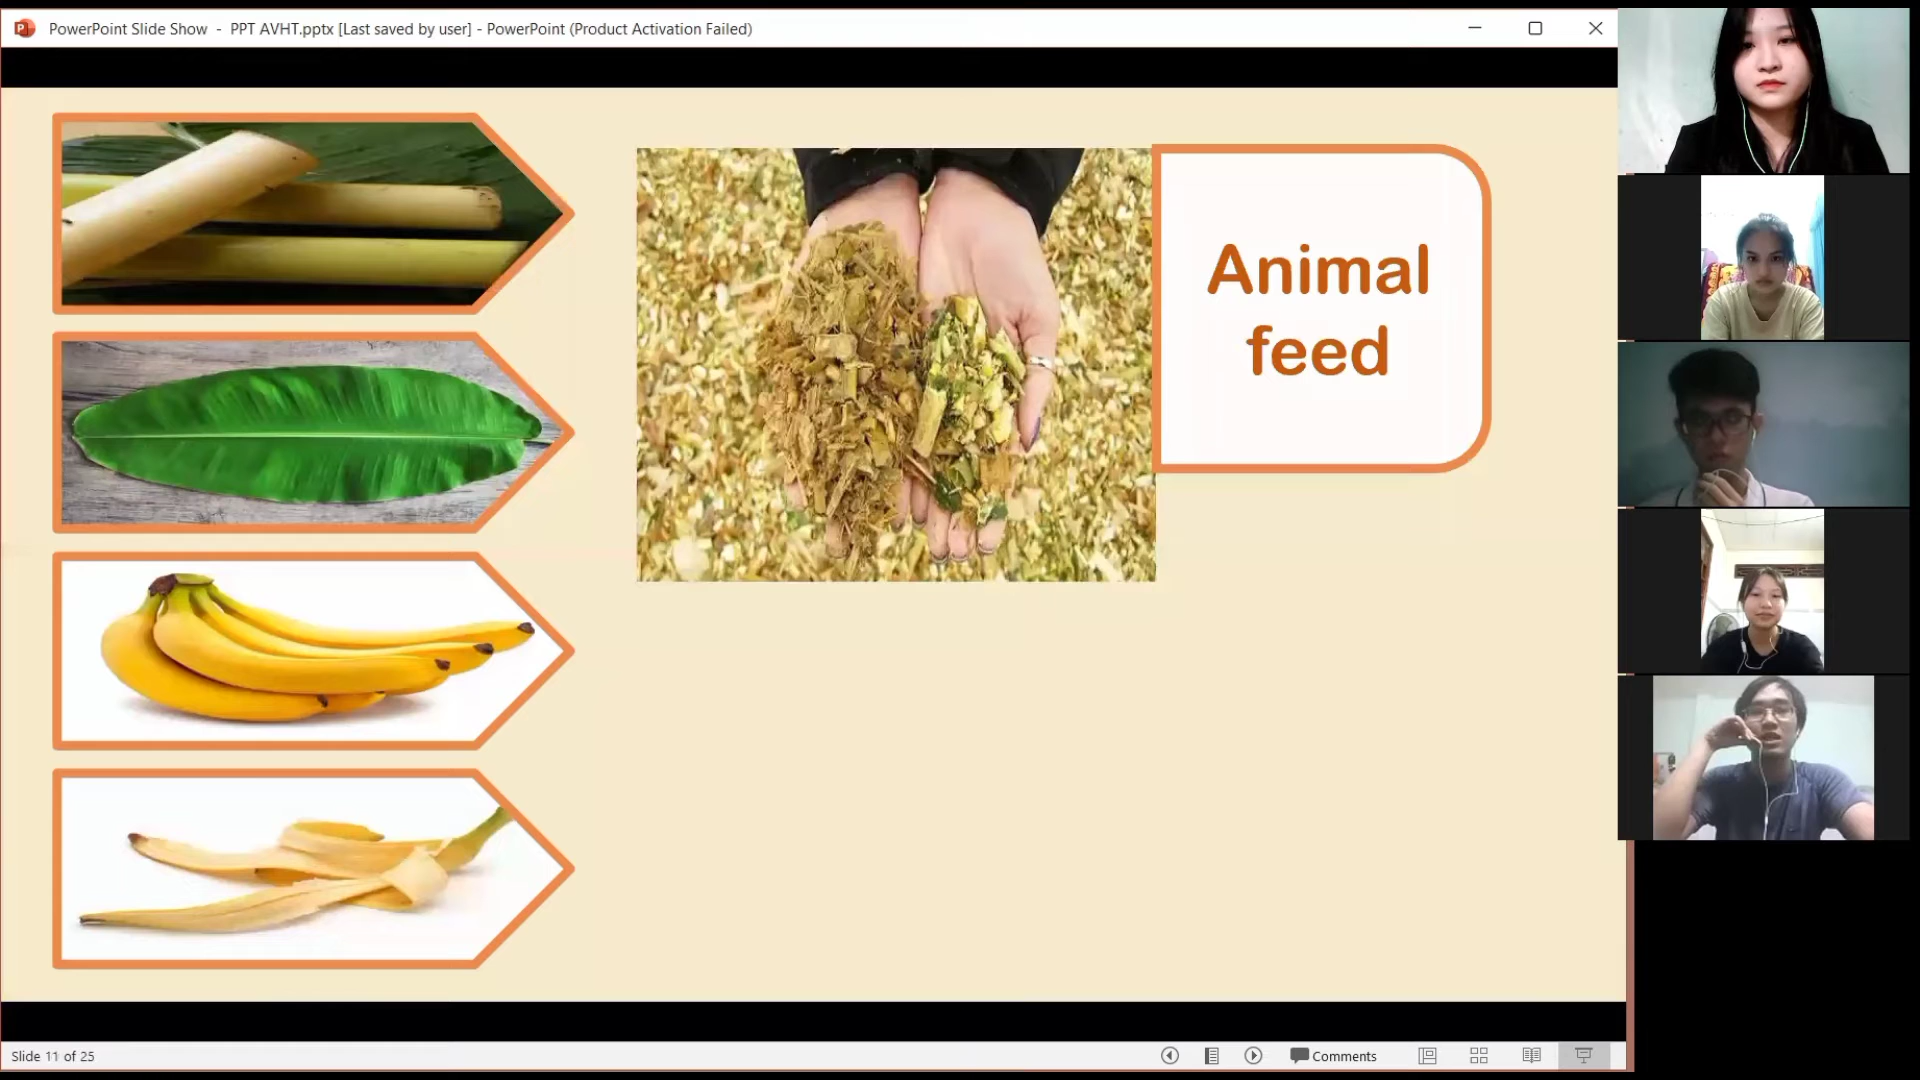 PowerPoint Slide Show - PPT AVHT.pptx [Last saved by user] - PowerPoint (Product Activation Failed)
Animal
feed
Slide 11 of 25
Comments